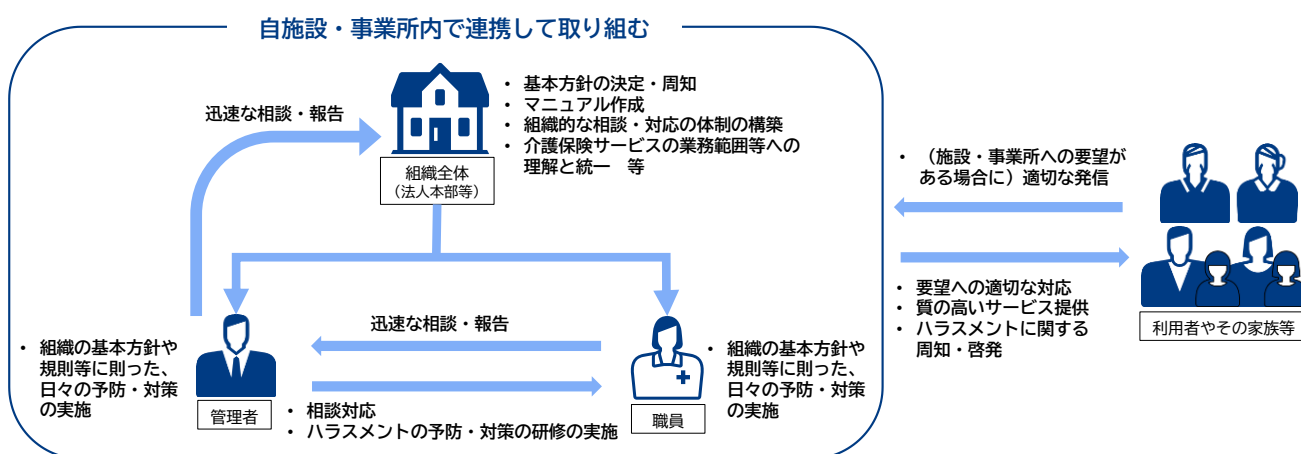 自施設・事業所内で連携して取り組む
迅速な相談・報告
・ 基本方針の決定・周知
・ マニュアル作成
・ 組織的な相談・対応の体制の構築
・ 介護保険サービスの業務範囲等への
理解と統一　等
組織全体
（法人本部等）
・ （施設・事業所への要望が
ある場合に）適切な発信
・ 要望への適切な対応
・ 質の高いサービス提供
・ ハラスメントに関する
周知・啓発
利用者やその家族等
・ 組織の基本方針や
規則等に則った、
日々の予防・対策
の実施
管理者
迅速な相談・報告
・ 相談対応
・ ハラスメントの予防・対策の研修の実施
職員
・ 組織の基本方針や
規則等に則った、
日々の予防・対策
の実施